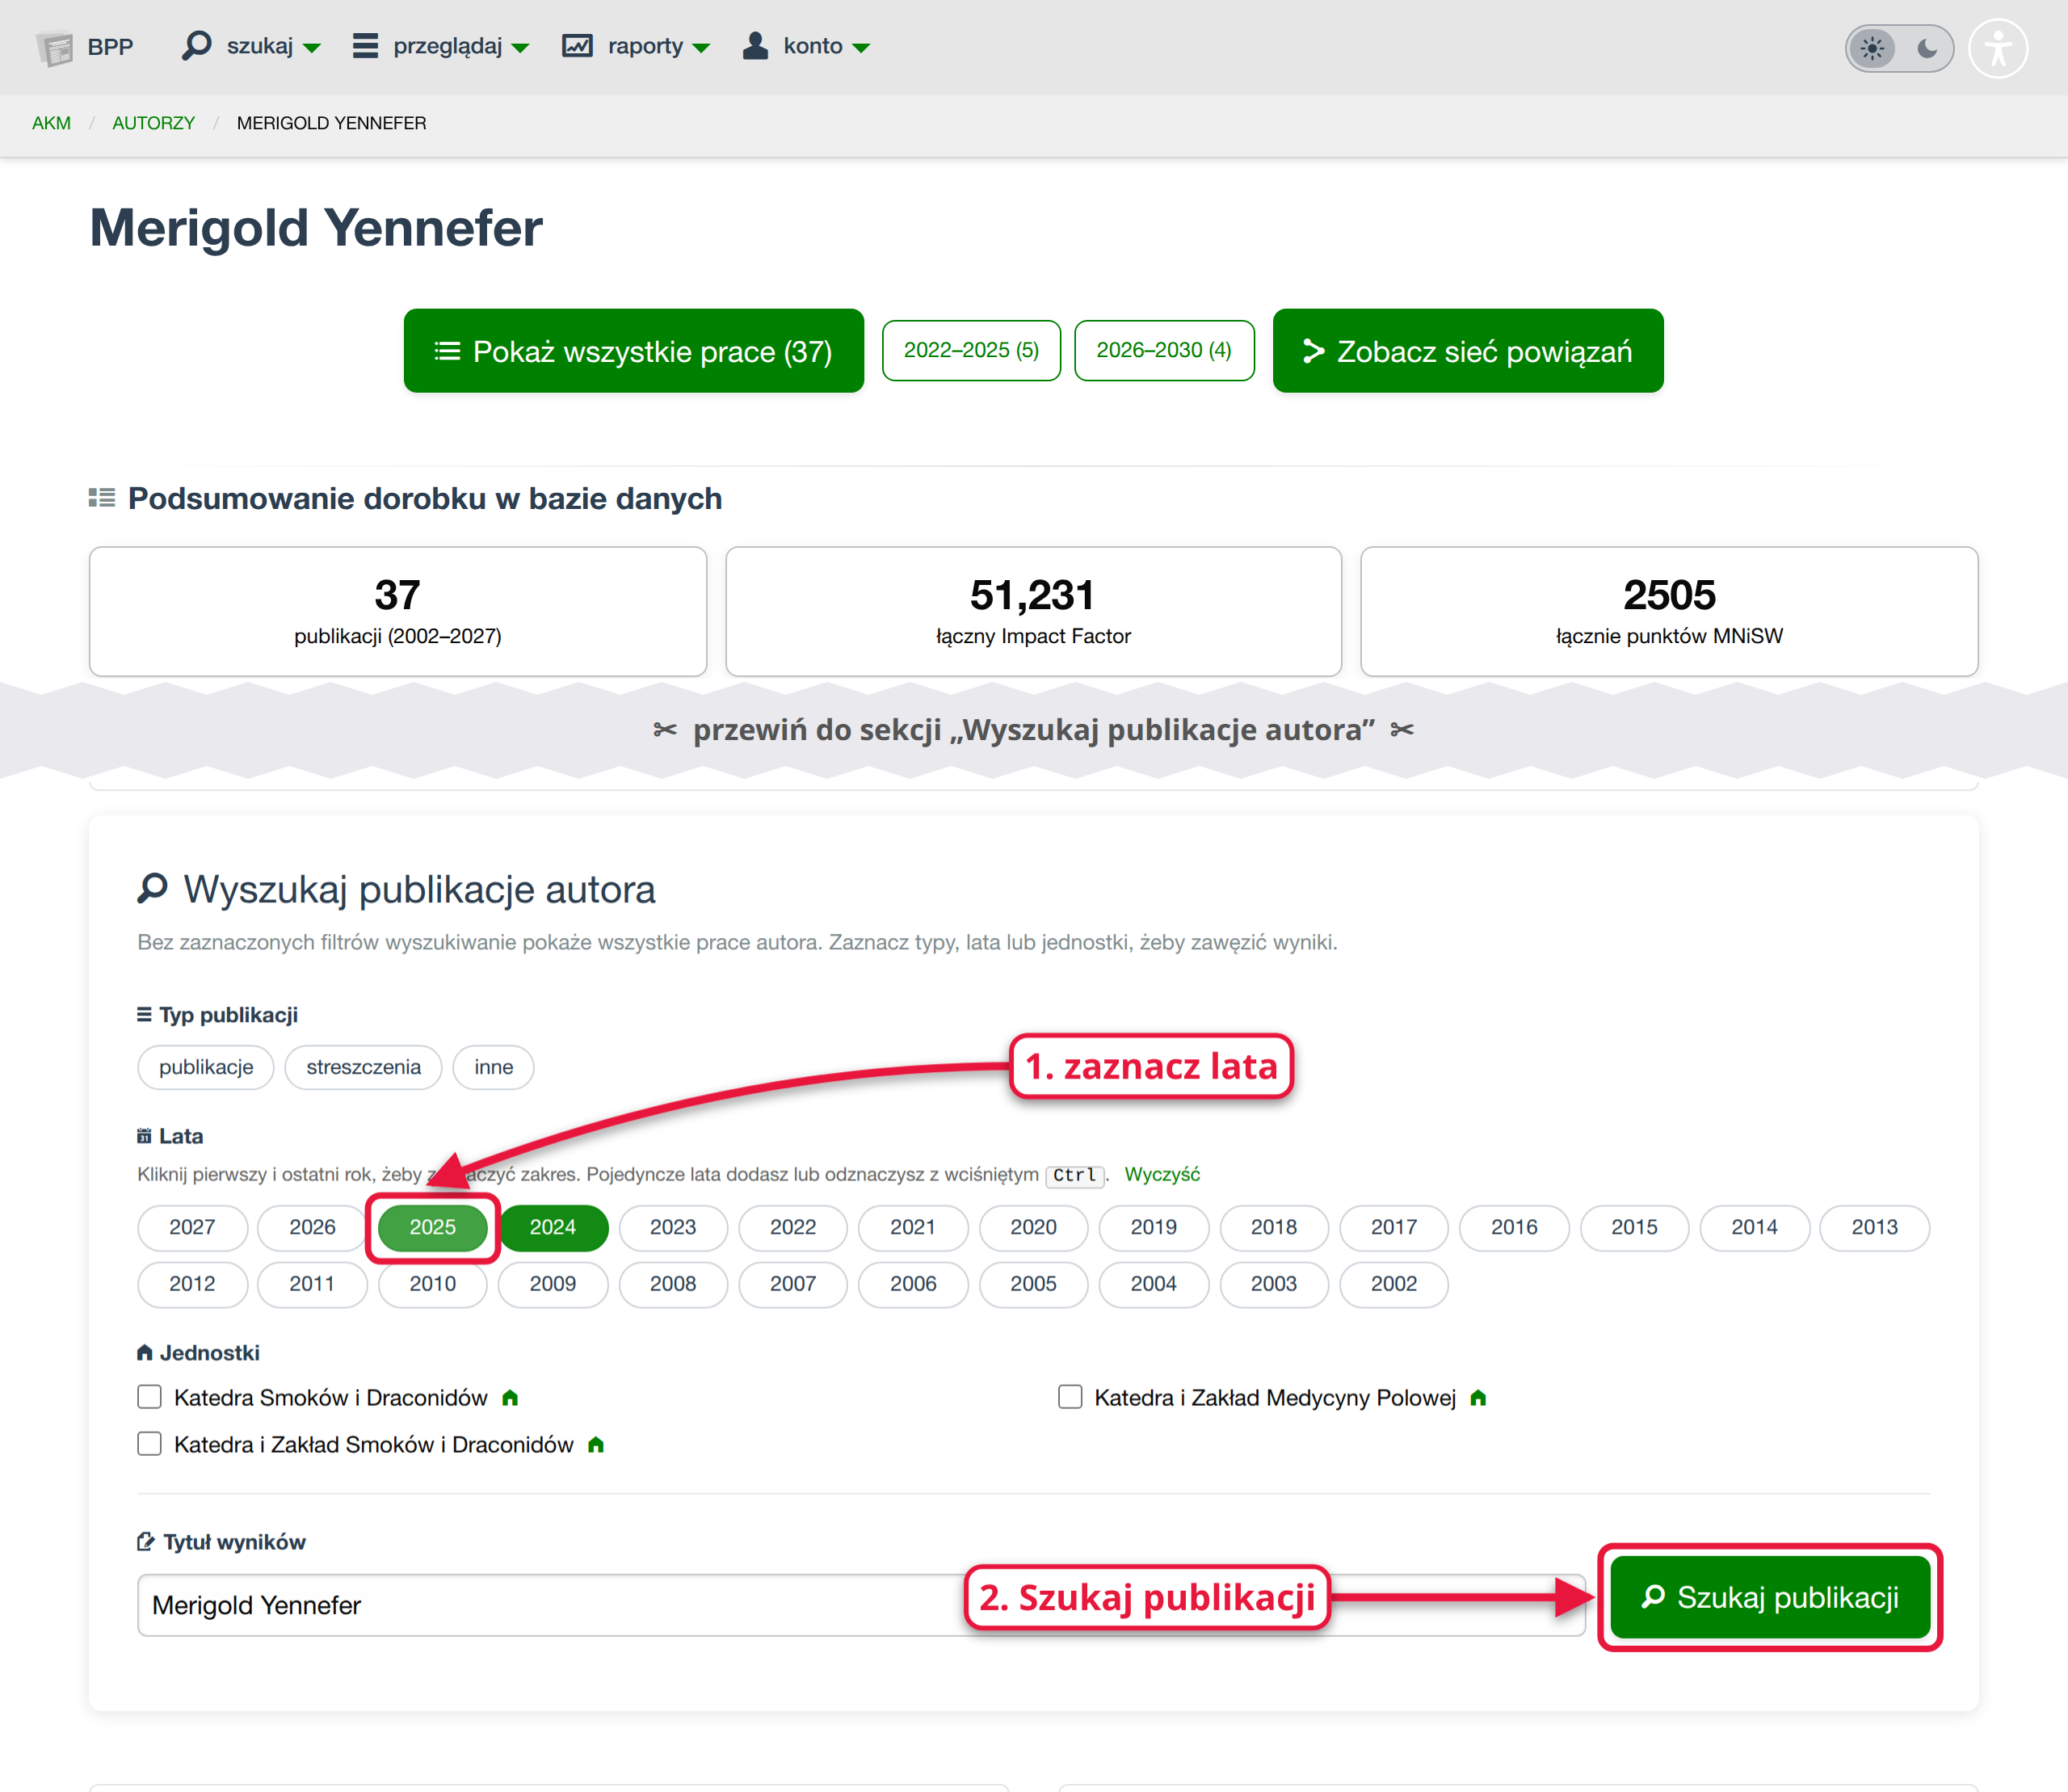 BPP szukaj przeglądaj raporty konto
AKM / AUTORZY / MERIGOLD YENNEFER
Merigold Yennefer
Pokaż wszystkie prace (37) 2022–2025 (5) 2026–2030 (4) Zobacz sieć powiązań
Podsumowanie dorobku w bazie danych
37 51,231 2505
publikacji (2002–2027) łączny Impact Factor łącznie punktów MNiSW
✂ przewiń do sekcji „Wyszukaj publikacje autora” ✂
Wyszukaj publikacje autora
Bez zaznaczonych filtrów wyszukiwanie pokaże wszystkie prace autora. Zaznacz typy, lata lub jednostki, żeby zawęzić wyniki.
Typ publikacji
publikacje streszczenia inne
1. zaznacz lata
Lata
Kliknij pierwszy i ostatni rok, żeby zakres. Pojedyncze lata dodasz lub odznaczysz z wciśniętym Ctrl. Wyczyść
2027 2026 2025 2024 2023 2022 2021 2020 2019 2018 2017 2016 2015 2014 2013
2012 2011 2010 2009 2008 2007 2006 2005 2004 2003 2002
Jednostki
Katedra Smoków i Draconidów Katedra i Zakład Medycyny Polowej
Katedra i Zakład Smoków i Draconidów
Tytuł wyników
Merigold Yennefer 2. Szukaj publikacji Szukaj publikacji